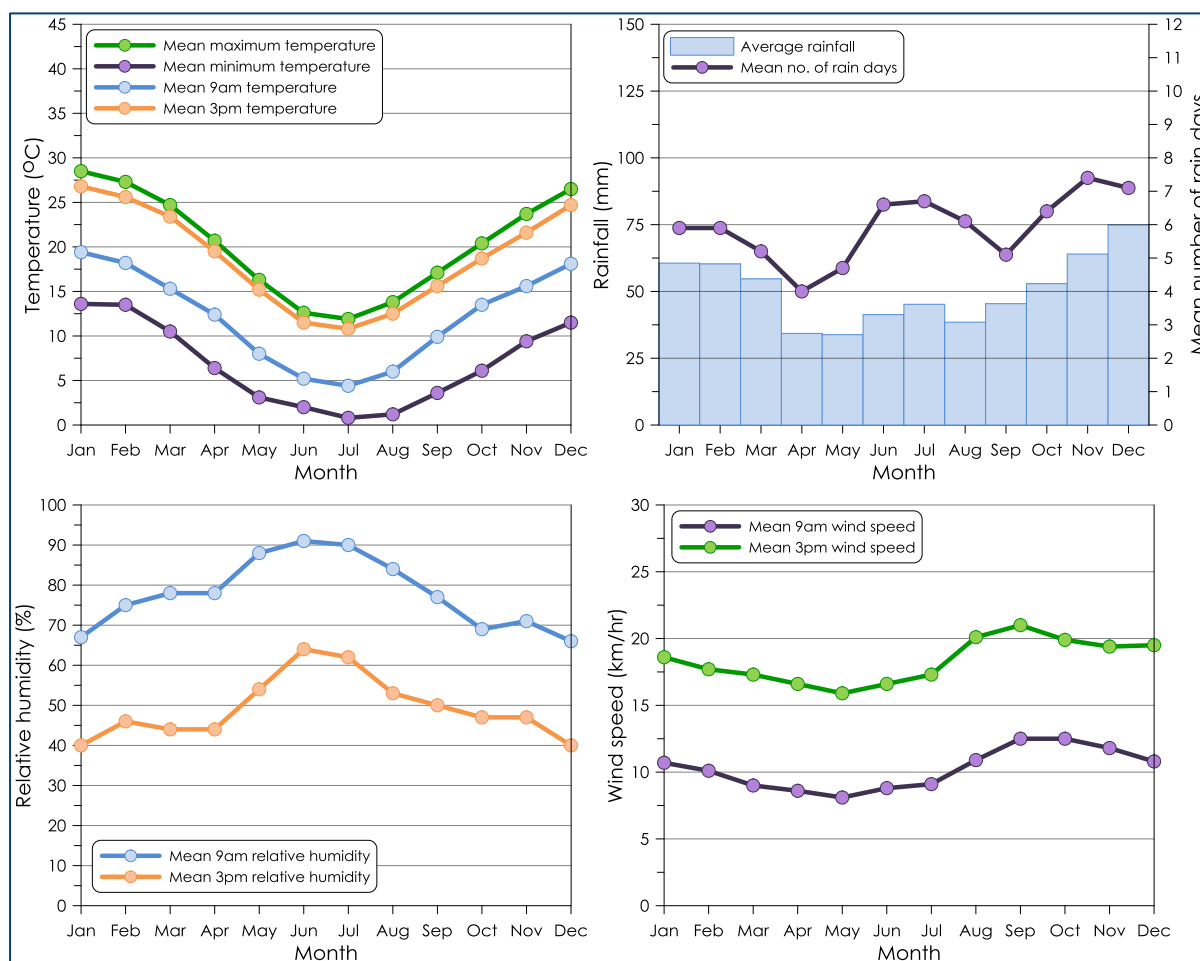 45
40
35
30
25
20
15
10
5
0
Temperature (ºC)
Mean maximum temperature
Mean minimum temperature
Mean 9am temperature
Mean 3pm temperature
Jan Feb Mar Apr May Jun Jul Aug Sep Oct Nov Dec
Month
150
125
100
75
50
25
0
Rainfall (mm)
Average rainfall
Mean no. of rain days
12
11
10
9
8
7
6
5
4
3
2
1
0
Mean number of rain days
Jan Feb Mar Apr May Jun Jul Aug Sep Oct Nov Dec
Month
100
90
80
70
60
50
40
30
20
10
0
Relative humidity (%)
Mean 9am relative humidity
Mean 3pm relative humidity
Jan Feb Mar Apr May Jun Jul Aug Sep Oct Nov Dec
Month
30
25
20
15
10
5
0
Wind speed (km/hr)
Mean 9am wind speed
Mean 3pm wind speed
Jan Feb Mar Apr May Jun Jul Aug Sep Oct Nov Dec
Month